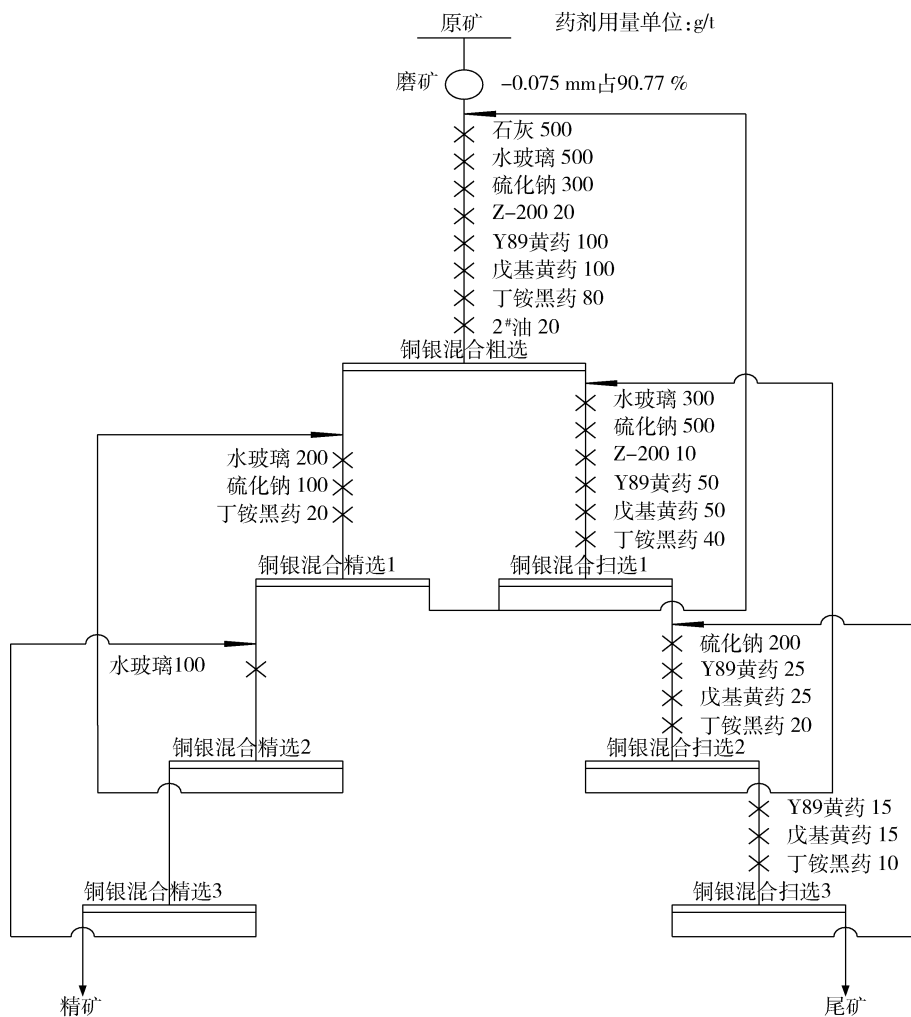 原矿
药剂用量单位:g/t
磨矿
-0.075 mm占90.77 %
石灰 500
水玻璃 500
硫化钠 300
Z-200 20
Y89黄药 100
戊基黄药 100
丁铵黑药 80
2#油 20
铜银混合粗选
水玻璃 300
硫化钠 500
Z-200 10
Y89黄药 50
戊基黄药 50
丁铵黑药 40
水玻璃 200
硫化钠 100
丁铵黑药 20
铜银混合精选1
铜银混合扫选1
水玻璃100
硫化钠 200
Y89黄药 25
戊基黄药 25
丁铵黑药 20
铜银混合精选2
铜银混合扫选2
Y89黄药 15
戊基黄药 15
丁铵黑药 10
铜银混合精选3
铜银混合扫选3
精矿
尾矿